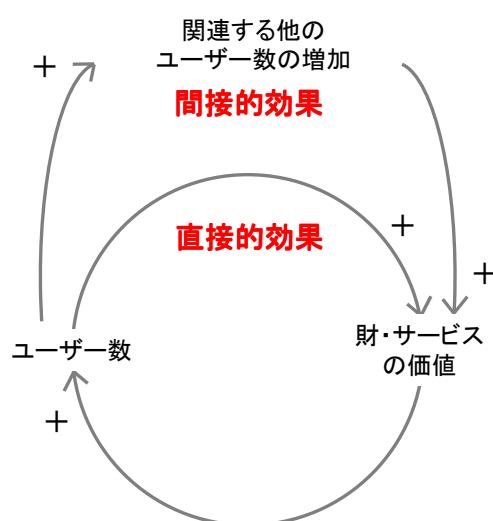 関連する他の
ユーザー数の増加
+
間接的効果
直接的効果
+
+
ユーザー数
財・サービス
の価値
+